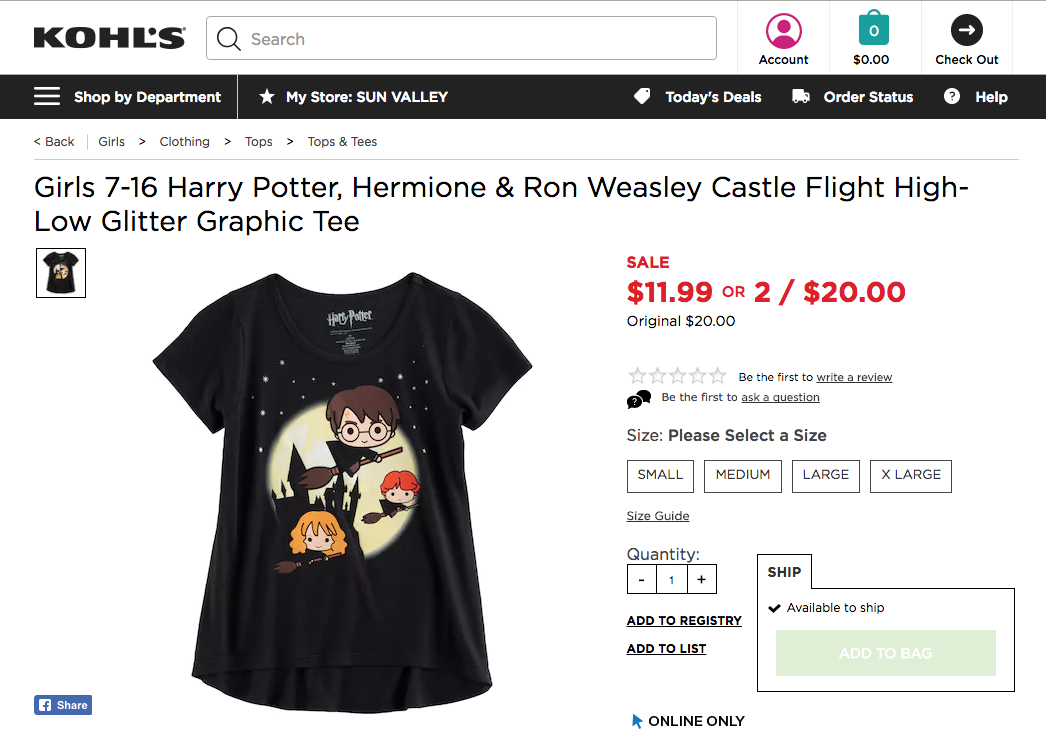 KOHL'S
Search
Account
0
$0.00
Check Out
Shop by Department
My Store: SUN VALLEY
Today's Deals
Order Status
? Help
< Back
Girls > Clothing > Tops > Tops & Tees
Girls 7-16 Harry Potter, Hermione & Ron Weasley Castle Flight High-
Low Glitter Graphic Tee
Harry Potter
SALE
$11.99 OR 2 / $20.00
Original $20.00
Be the first to write a review
? Be the first to ask a question
Size: Please Select a Size
SMALL MEDIUM LARGE X LARGE
Size Guide
Quantity:
- 1 +
SHIP
Available to ship
ADD TO BAG
ADD TO REGISTRY
ADD TO LIST
f Share
ONLINE ONLY